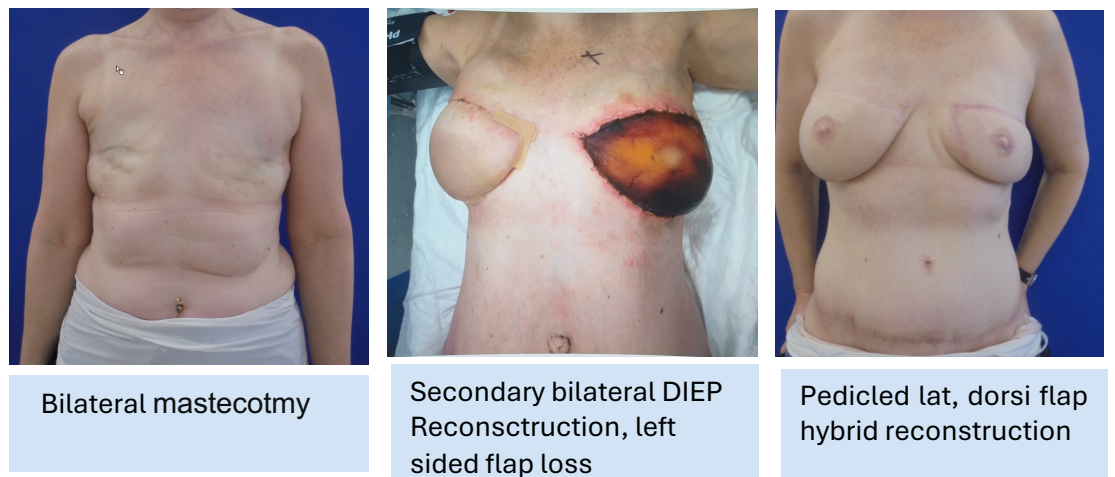 Bilateral mastecotmy
Secondary bilateral DIEP
Reconsctruction, left
sided flap loss
Pedicled lat, dorsi flap
hybrid reconstruction